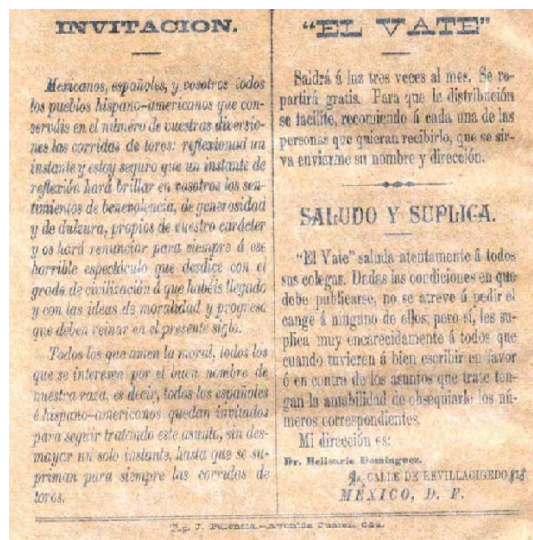 INVITACION.
Mexicanos, españoles, y vosotros todos
los pueblos hispano-americanos que con-
serváis en el número de vuestras diversio-
nes las corridas de toros: reflexionad un
instante y estoy seguro que un instante de
reflexión hará brillar en vosotros los sen-
timientos de benevolencia, de generosidad
y de dulzura, propios de vuestro carácter
y os hará renunciar para siempre á ese
horrible espectáculo que desdice con el
grado de civilización á que habéis llegado
y con las ideas de moralidad y progreso
que deben reinar en el presente siglo.
Todos los que amen la moral, todos los
que se interesen por el buen nombre de
nuestra raza, es decir, todos los españoles
é hispano-americanos quedan invitados
para seguir tratando este asunto, sin des-
mayar un solo instante, hasta que se su-
priman para siempre las corridas de
toros.
"EL VATE"
Saldrá á luz tres veces al mes. Se re-
partirá gratis. Para que la distribución
se facilite, recomiendo á cada una de las
personas que quieran recibirlo, que se sir-
va enviarme su nombre y dirección.
SALUDO Y SUPLICA.
"El Vate" saluda atentamente á todos
sus colegas. Dadas las condiciones en que
debe publicarse, no se atreve á pedir el
cange á ninguno de ellos; pero sí, les su-
plica muy encarecidamente á todos que
cuando tuvieren á bien escribir en favor
ó en contra de los asuntos que trate ten-
gan la amabilidad de obsequiarle los nú-
meros correspondientes.
Mi dirección es:
Dr. Belisario Domínguez.
CALLE DE REVILLAGIGEDO
MÉXICO, D. F.
Tip. J. Avenida Juárez